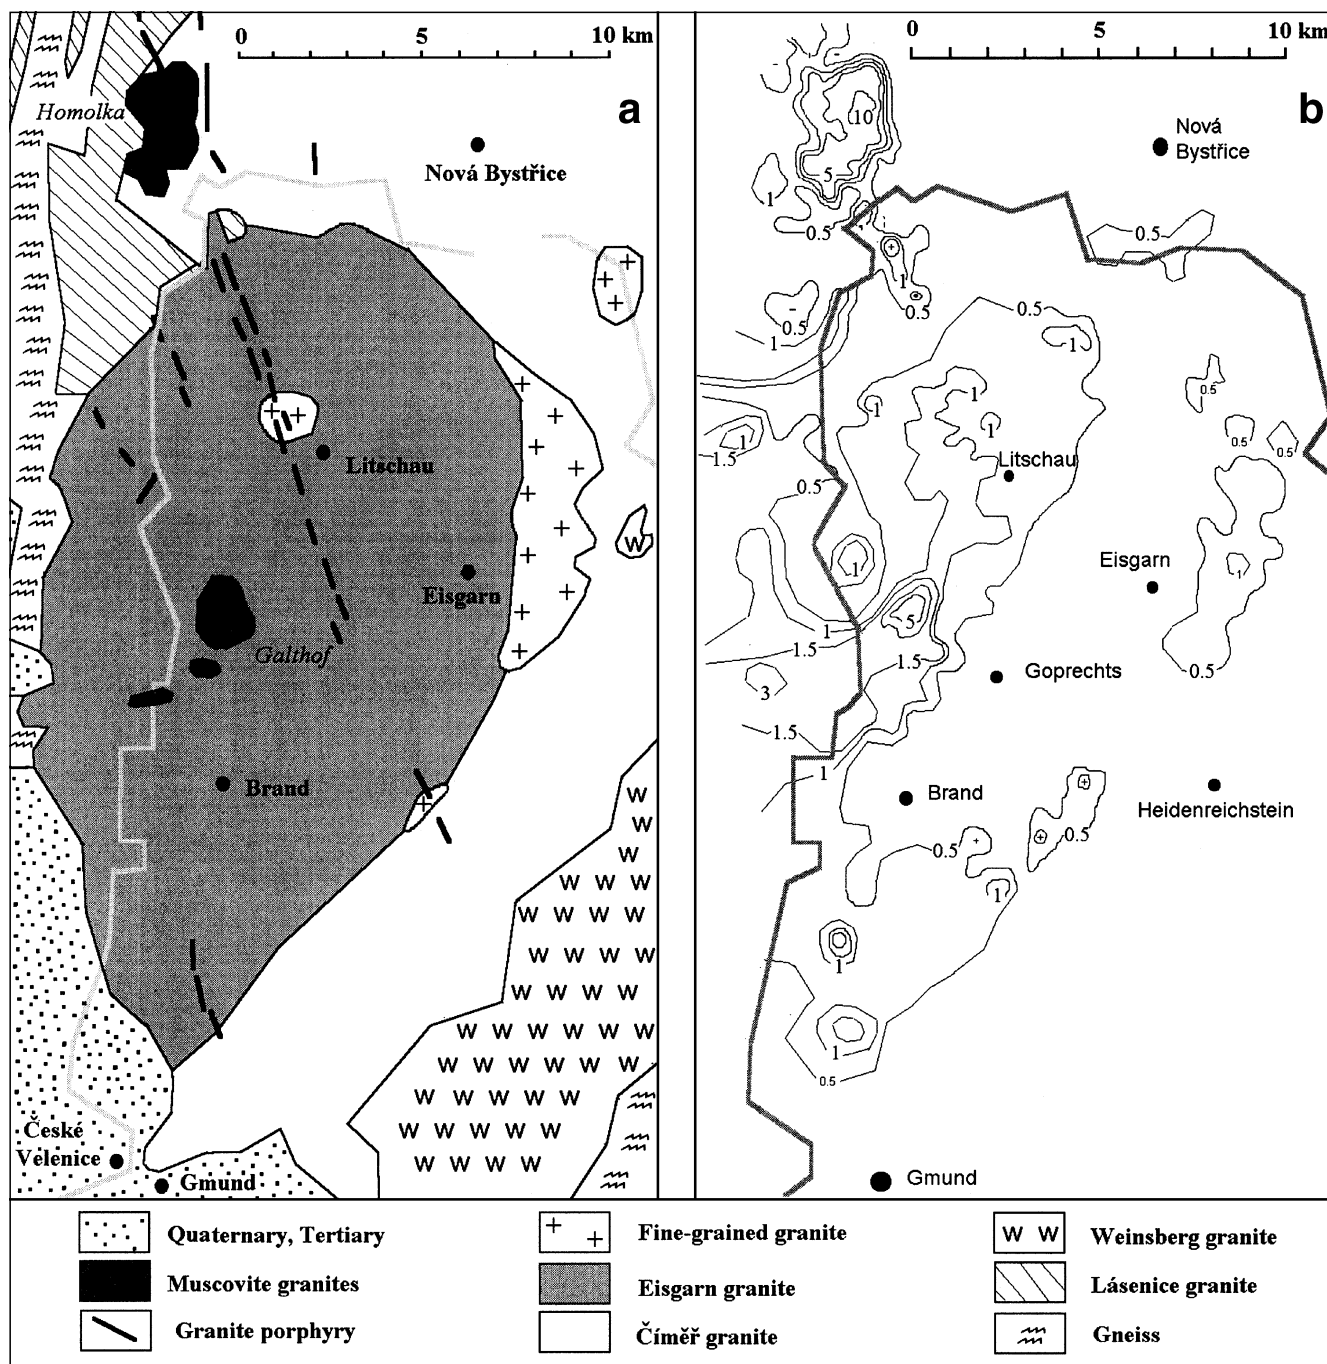 0 5 10 km
a
Homolka
Nová Bystřice
Litschau
Eisgarn
Galthof
Brand
České
Velenice
Gmund
W
W
W
W
W
W W W
W W W W
W W W W
W W W W
W W W W W W
W W W W W W
W W W W W
W W W W W
W W W W
0 5 10 km
b
Nová
Bystřice
10
5
1
0.5
0.5
1
0.5
0.5
1
0.5
1
1
1
0.5
1
1
0.5
0.5
1.5
1
Litschau
0.5
1
Eisgarn
1
5
1
1.5
1.5
0.5
3
Goprechts
1.5
1
Brand
Heidenreichstein
0.5
0.5
1
1
1
0.5
Gmund
Quaternary, Tertiary
Fine-grained granite
W W
Weinsberg granite
Muscovite granites
Eisgarn granite
Lásenice granite
Granite porphyry
Číměř granite
Gneiss